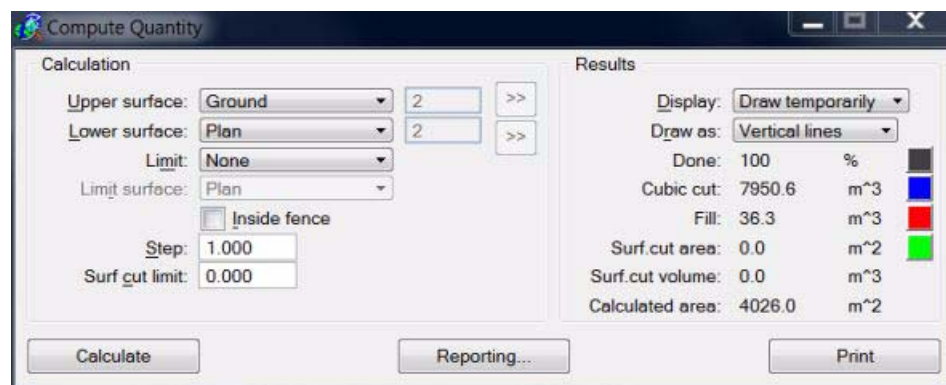 Compute Quantity
Calculation
Upper surface: Ground 2 >>
Lower surface: Plan 2 >>
Limit: None
Limit surface: Plan
Inside fence
Step: 1.000
Surf cut limit: 0.000
Results
Display: Draw temporarily
Draw as: Vertical lines
Done: 100 %
Cubic cut: 7950.6 m^3
Fill: 36.3 m^3
Surf.cut area: 0.0 m^2
Surf.cut volume: 0.0 m^3
Calculated area: 4026.0 m^2
Calculate Reporting... Print